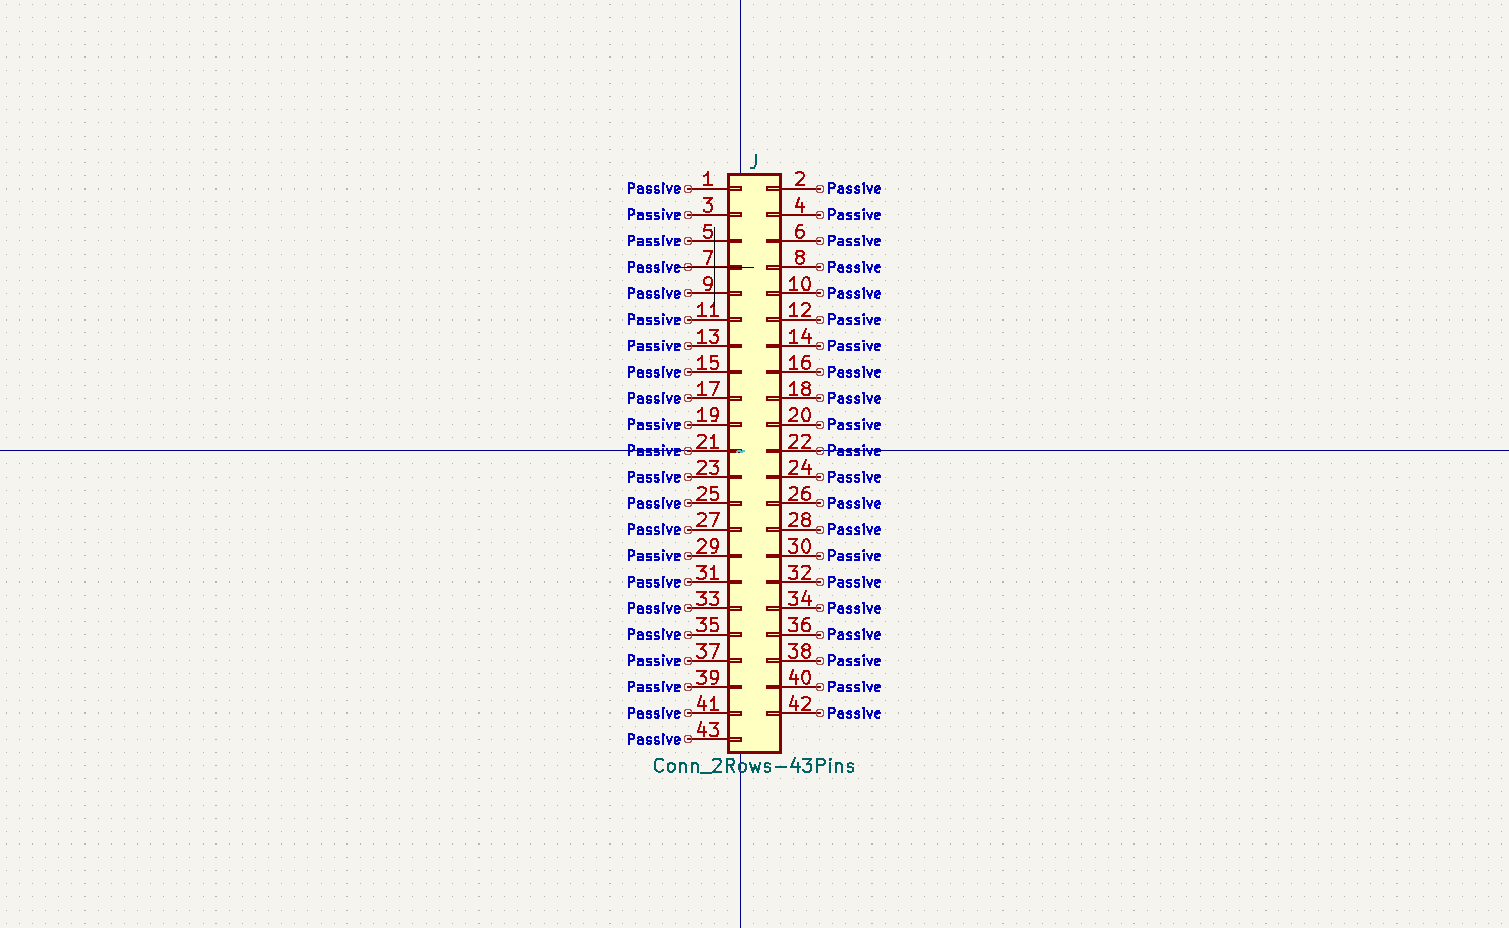 J
Passive 1 2 Passive
Passive 3 4 Passive
Passive 5 6 Passive
Passive 7 8 Passive
Passive 9 10 Passive
Passive 11 12 Passive
Passive 13 14 Passive
Passive 15 16 Passive
Passive 17 18 Passive
Passive 19 20 Passive
Passive 21 22 Passive
Passive 23 24 Passive
Passive 25 26 Passive
Passive 27 28 Passive
Passive 29 30 Passive
Passive 31 32 Passive
Passive 33 34 Passive
Passive 35 36 Passive
Passive 37 38 Passive
Passive 39 40 Passive
Passive 41 42 Passive
Passive 43
Conn_2Rows-43Pins